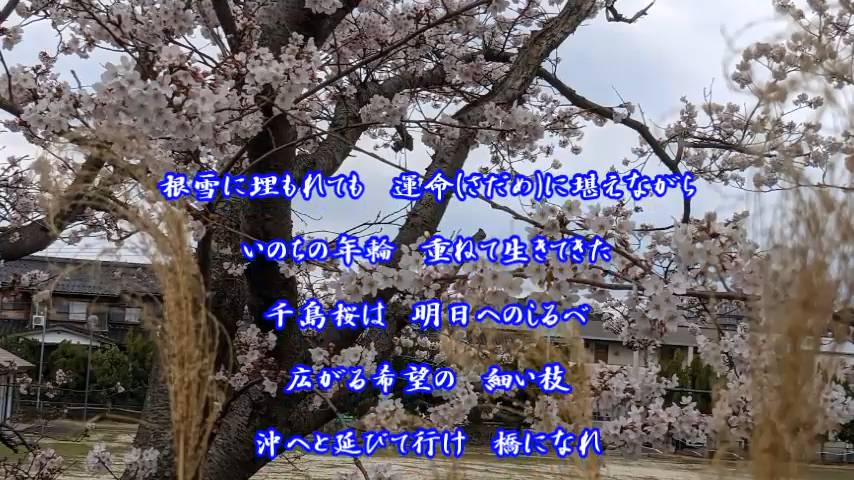 根雪に埋もれても　運命(さだめ)に堪えながら
いのちの年輪　重ねて生きてきた
千島桜は　明日へのしるべ
広がる希望の　細い枝
沖へと延びて行け　橋になれ